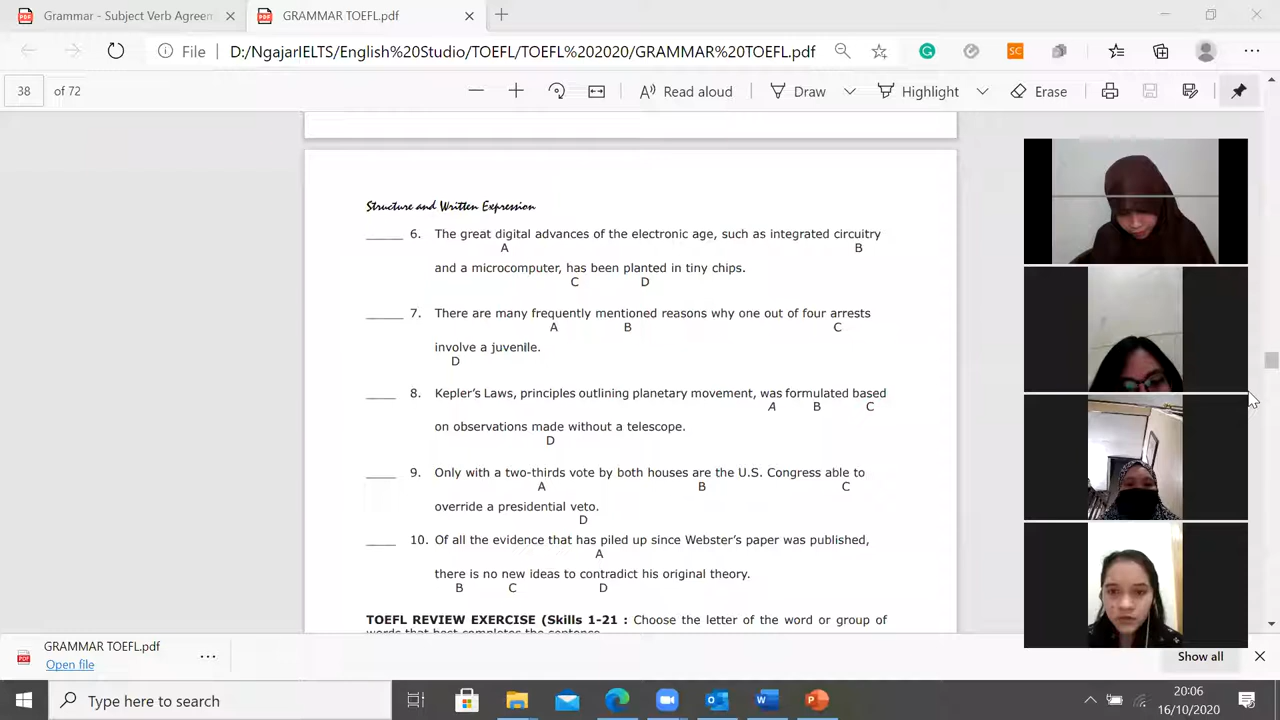 Grammar - Subject Verb Agreem
GRAMMAR TOEFL.pdf
File
D:/NgajarIELTS/English%20Studio/TOEFL/TOEFL%202020/GRAMMAR%20TOEFL.pdf
SC
38 of 72
Read aloud
Draw
Highlight
Erase
Structure and Written Expression
6. The great digital advances of the electronic age, such as integrated circuitry
A B
and a microcomputer, has been planted in tiny chips.
C D
7. There are many frequently mentioned reasons why one out of four arrests
A B C
involve a juvenile.
D
8. Kepler's Laws, principles outlining planetary movement, was formulated based
A B C
on observations made without a telescope.
D
9. Only with a two-thirds vote by both houses are the U.S. Congress able to
A B C
override a presidential veto.
D
10. Of all the evidence that has piled up since Webster's paper was published,
A
there is no new ideas to contradict his original theory.
B C D
TOEFL REVIEW EXERCISE (Skills 1-21 : Choose the letter of the word or group of
words that best completes the sentence.
GRAMMAR TOEFL.pdf
Open file
Show all
Type here to search
20:06
16/10/2020